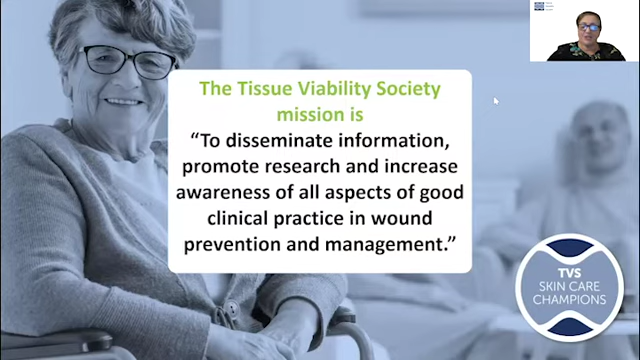 The Tissue Viability Society
mission is
“To disseminate information,
promote research and increase
awareness of all aspects of good
clinical practice in wound
prevention and management.”
TVS
SKIN CARE
CHAMPIONS